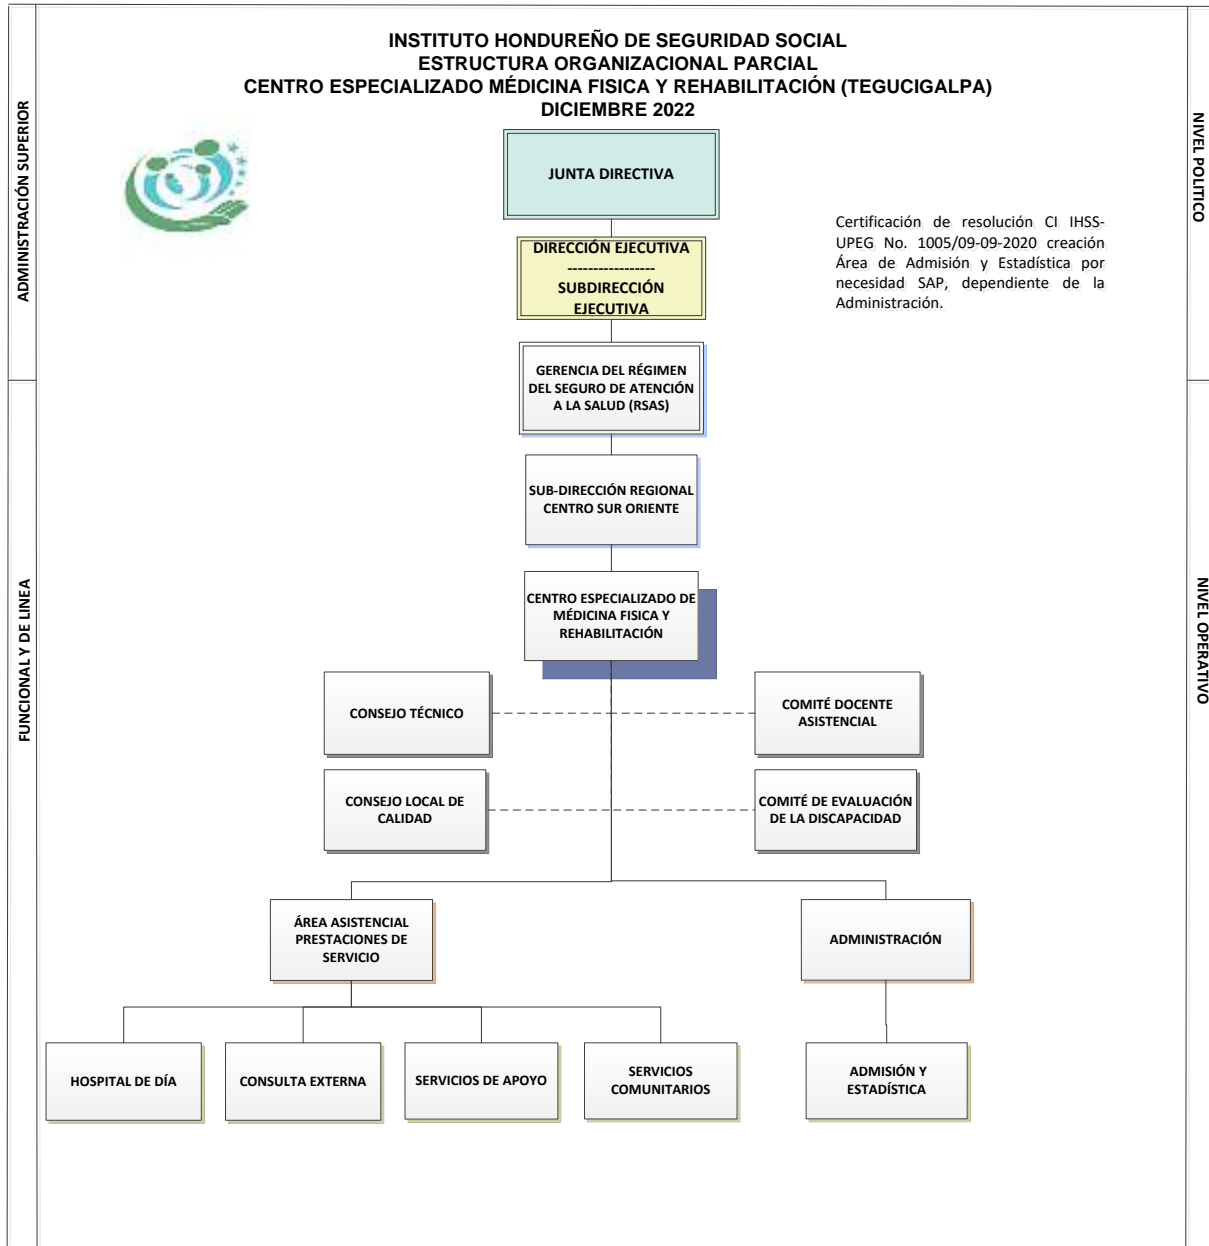 INSTITUTO HONDUREÑO DE SEGURIDAD SOCIAL
ESTRUCTURA ORGANIZACIONAL PARCIAL
CENTRO ESPECIALIZADO MÉDICINA FISICA Y REHABILITACIÓN (TEGUCIGALPA)
DICIEMBRE 2022
ADMINISTRACIÓN SUPERIOR
NIVEL POLITICO
JUNTA DIRECTIVA
Certificación de resolución CI IHSS-
UPEG No. 1005/09-09-2020 creación
Área de Admisión y Estadística por
necesidad SAP, dependiente de la
Administración.
DIRECCIÓN EJECUTIVA
-----------------
SUBDIRECCIÓN
EJECUTIVA
GERENCIA DEL RÉGIMEN
DEL SEGURO DE ATENCIÓN
A LA SALUD (RSAS)
SUB-DIRECCIÓN REGIONAL
CENTRO SUR ORIENTE
FUNCIONAL Y DE LINEA
NIVEL OPERATIVO
CENTRO ESPECIALIZADO DE
MÉDICINA FISICA Y
REHABILITACIÓN
CONSEJO TÉCNICO
COMITÉ DOCENTE
ASISTENCIAL
CONSEJO LOCAL DE
CALIDAD
COMITÉ DE EVALUACIÓN
DE LA DISCAPACIDAD
ÁREA ASISTENCIAL
PRESTACIONES DE
SERVICIO
ADMINISTRACIÓN
HOSPITAL DE DÍA
CONSULTA EXTERNA
SERVICIOS DE APOYO
SERVICIOS
COMUNITARIOS
ADMISIÓN Y
ESTADÍSTICA